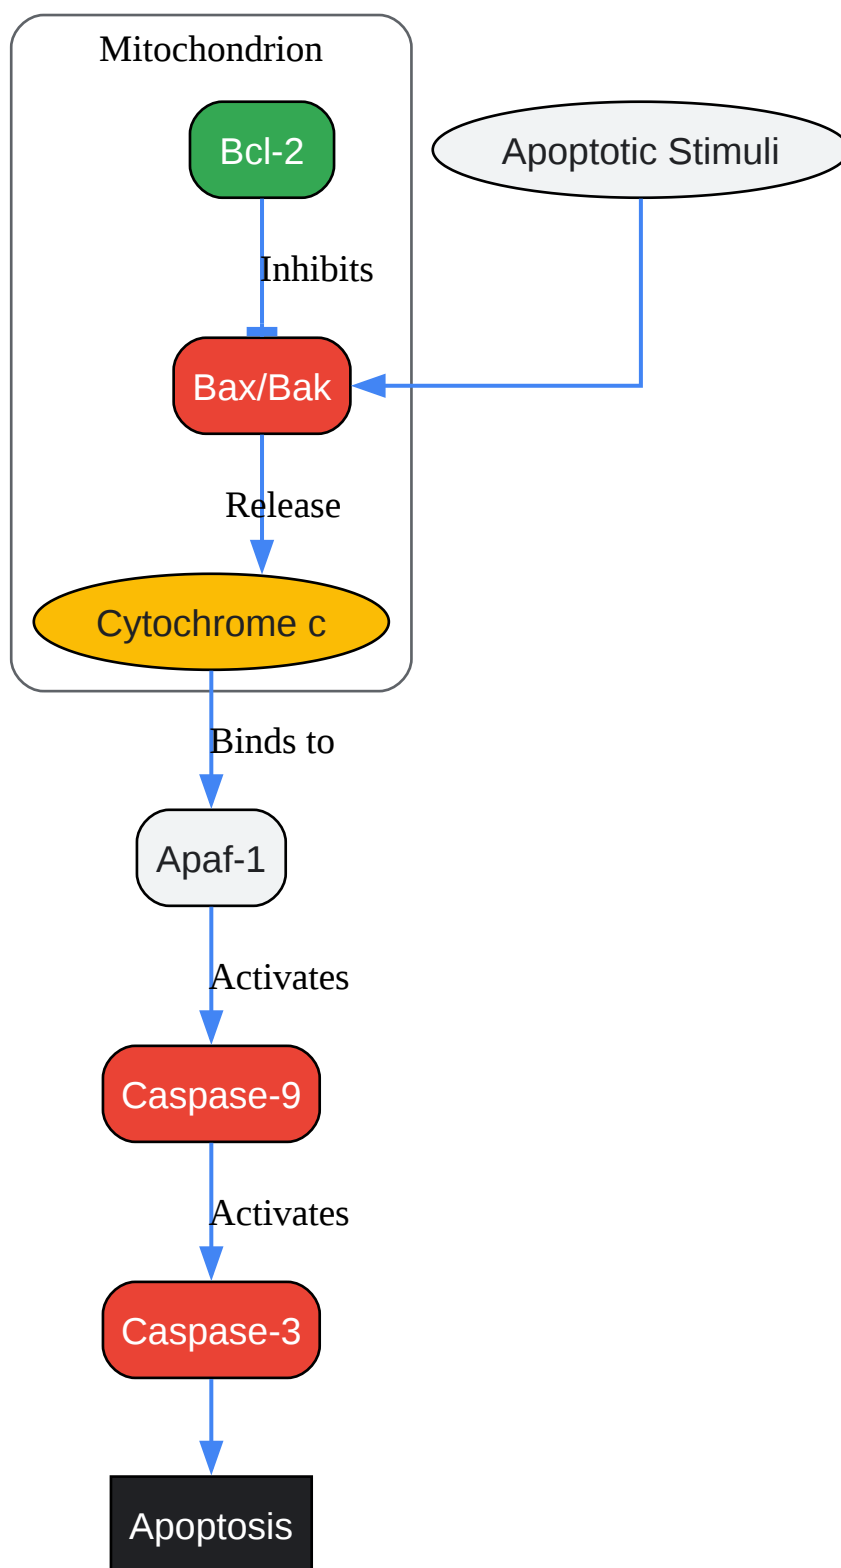 Mitochondrion
Bcl-2
Apoptotic Stimuli
Inhibits
Bax/Bak
Release
Cytochrome c
Binds to
Apaf-1
Activates
Caspase-9
Activates
Caspase-3
Apoptosis